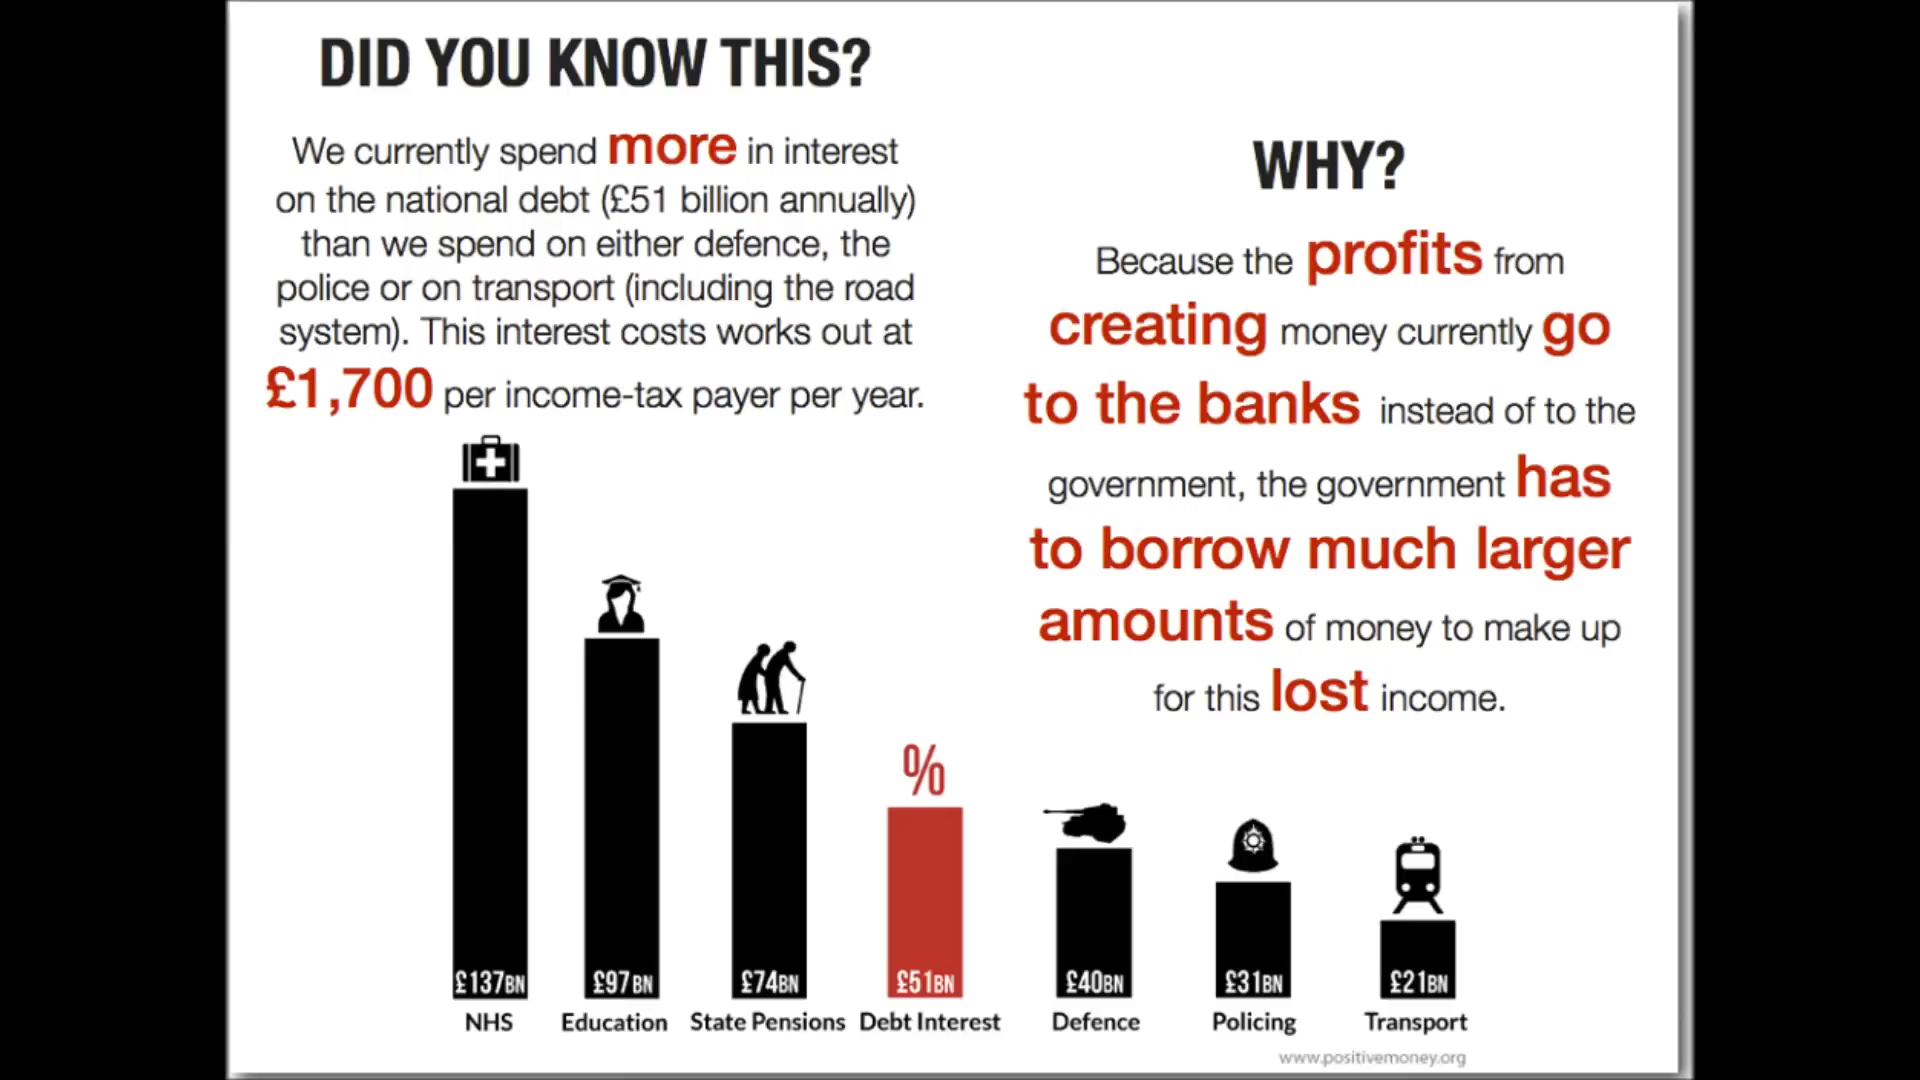 DID YOU KNOW THIS?
We currently spend more in interest
on the national debt (£51 billion annually)
than we spend on either defence, the
police or on transport (including the road
system). This interest costs works out at
£1,700 per income-tax payer per year.
WHY?
Because the profits from
creating money currently go
to the banks instead of to the
government, the government has
to borrow much larger
amounts of money to make up
for this lost income.
%
£137BN £97BN £74BN £51BN £40BN £31BN £21BN
NHS Education State Pensions Debt Interest Defence Policing Transport
www.positivemoney.org